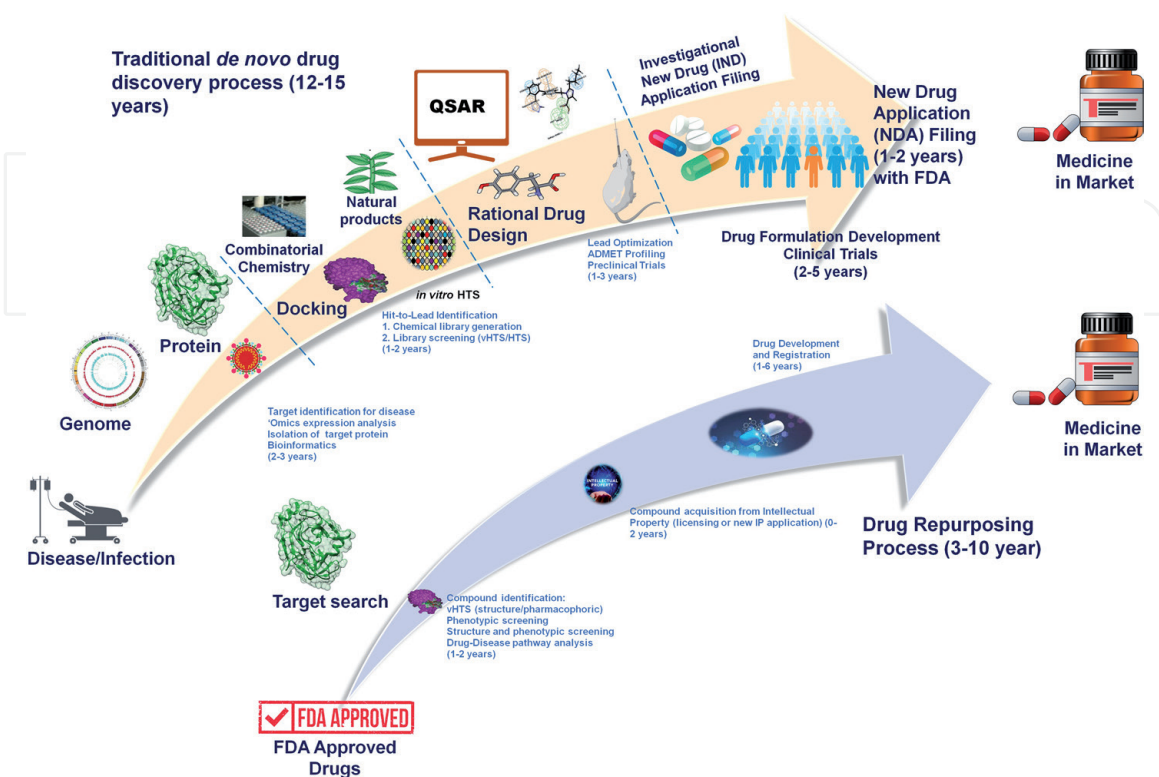 Traditional de novo drug
discovery process (12-15
years)
QSAR
Investigational
New Drug (IND)
Application Filing
New Drug
Application
(NDA) Filing
(1-2 years)
with FDA
Medicine
in Market
Natural
products
Combinatorial
Chemistry
Rational Drug
Design
Docking
in vitro HTS
Protein
Genome
Lead Optimization
ADMET Profiling
Preclinical Trials
(1-3 years)
Drug Formulation Development
Clinical Trials
(2-5 years)
Hit-to-Lead Identification
1. Chemical library generation
2. Library screening (vHTS/HTS)
(1-2 years)
Target identification for disease
'Omics expression analysis
Isolation of target protein
Bioinformatics
(2-3 years)
Disease/Infection
Drug Development
and Registration
(1-6 years)
Medicine
in Market
INTELLECTUAL
PROPERTY
Compound acquisition from Intellectual
Property (licensing or new IP application) (0-
2 years)
Drug Repurposing
Process (3-10 year)
Target search
Compound identification:
vHTS (structure/pharmacophoric)
Phenotypic screening
Structure and phenotypic screening
Drug-Disease pathway analysis
(1-2 years)
FDA APPROVED
FDA Approved
Drugs